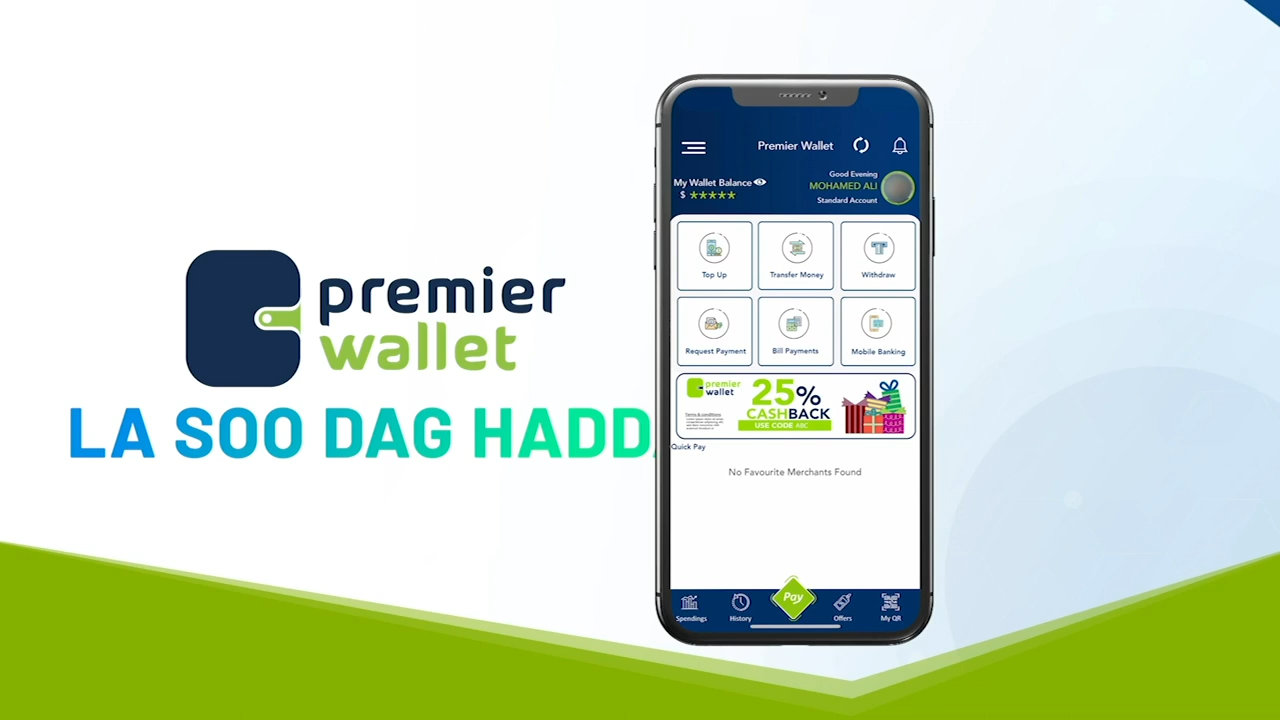 premier
wallet
LA SOO DAG HADD
Premier Wallet
Good Evening
My Wallet Balance
MOHAMED ALI
$ *****
Standard Account
Top Up
Transfer Money
Withdraw
Request Payment
Bill Payments
Mobile Banking
premier
wallet
25%
CASHBACK
USE CODE ABC
Terms & conditions
Quick Pay
No Favourite Merchants Found
Pay
Spendings
History
Offers
My QR